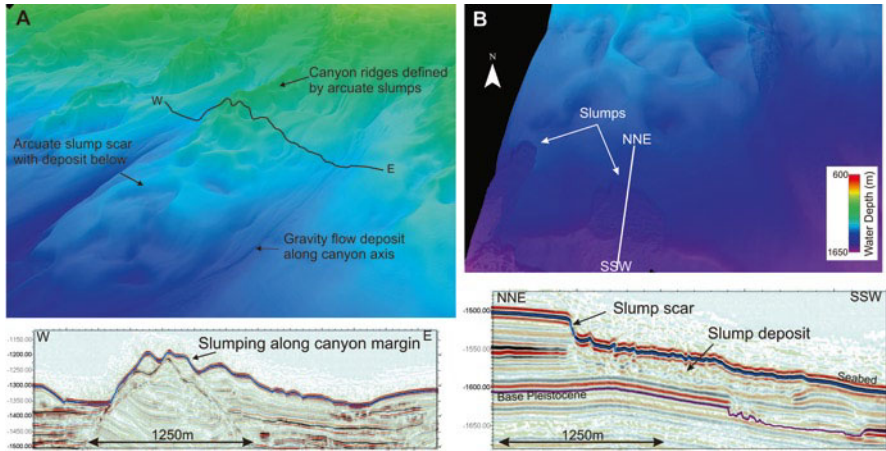 A
Canyon ridges defined
by arcuate slumps
W
Arcuate slump scar
with deposit below
E
Gravity flow deposit
along canyon axis
B
N
Slumps
NNE
SSW
600
Water Depth (m)
1650
W
E
Slumping along canyon margin
-1150.00
-1200.00
-1250.00
-1300.00
-1350.00
-1400.00
-1450.00
-1500.00
1250m
NNE
SSW
Slump scar
Slump deposit
Seabed
Base Pleistocene
-1500.00
-1550.00
-1600.00
-1650.00
1250m